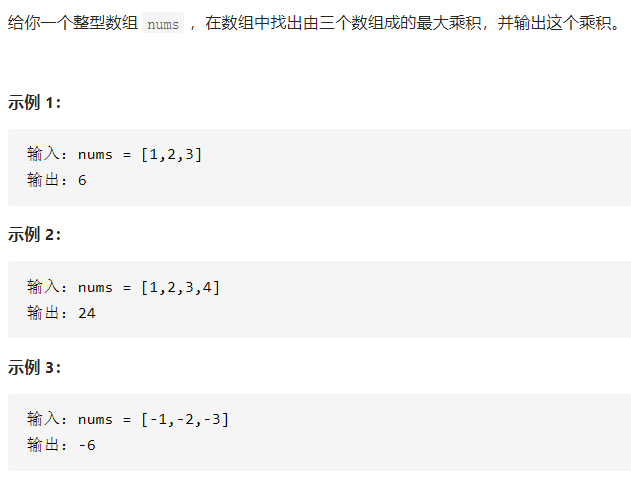 给你一个整型数组 nums ，在数组中找出由三个数组成的最大乘积，并输出这个乘积。
示例 1：
输入：nums = [1,2,3]
输出：6
示例 2：
输入：nums = [1,2,3,4]
输出：24
示例 3：
输入：nums = [-1,-2,-3]
输出：-6